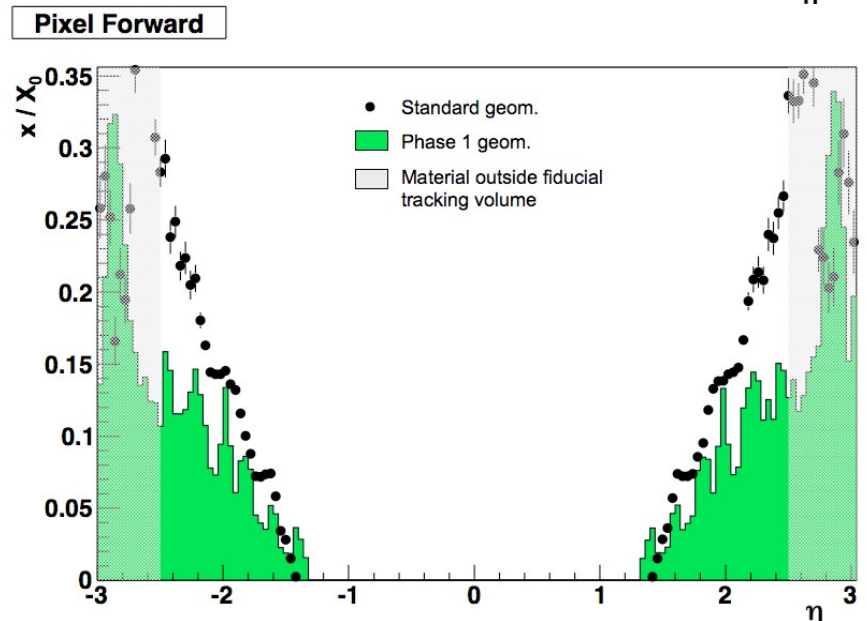 η
Pixel Forward
x / X0
0.35
0.3
0.25
0.2
0.15
0.1
0.05
0
Standard geom.
Phase 1 geom.
Material outside fiducial
tracking volume
-3 -2 -1 0 1 2 3
η